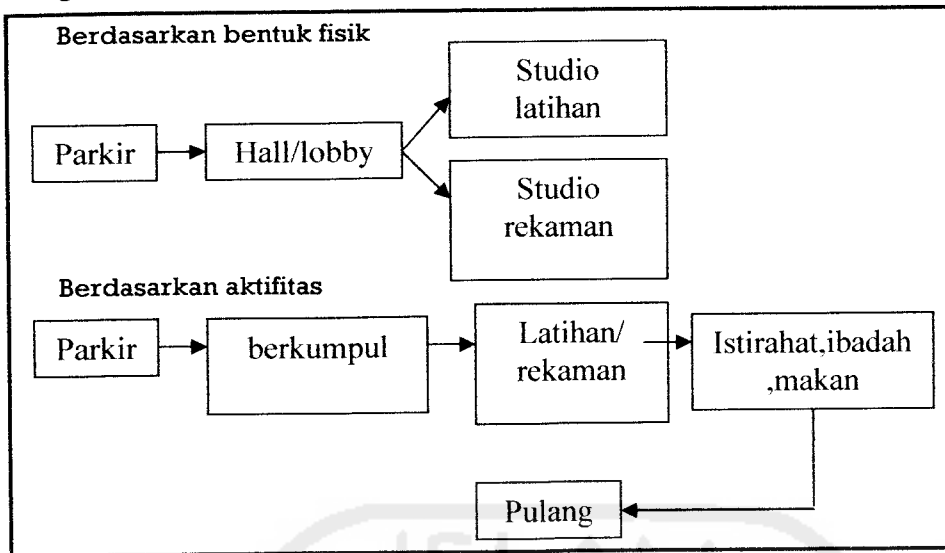 Berdasarkan bentuk fisik
Parkir
Hall/lobby
Studio
latihan
Studio
rekaman
Berdasarkan aktifitas
Parkir
berkumpul
Latihan/
rekaman
Istirahat,ibadah
,makan
Pulang